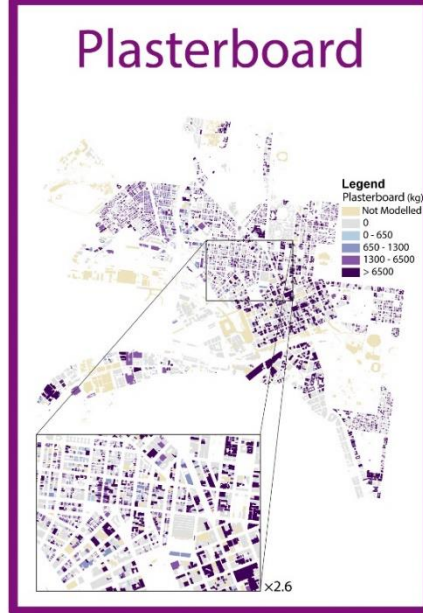 Plasterboard
Legend
Plasterboard (kg)
Not Modelled
0
0 - 650
650 - 1300
1300 - 6500
> 6500
×2.6